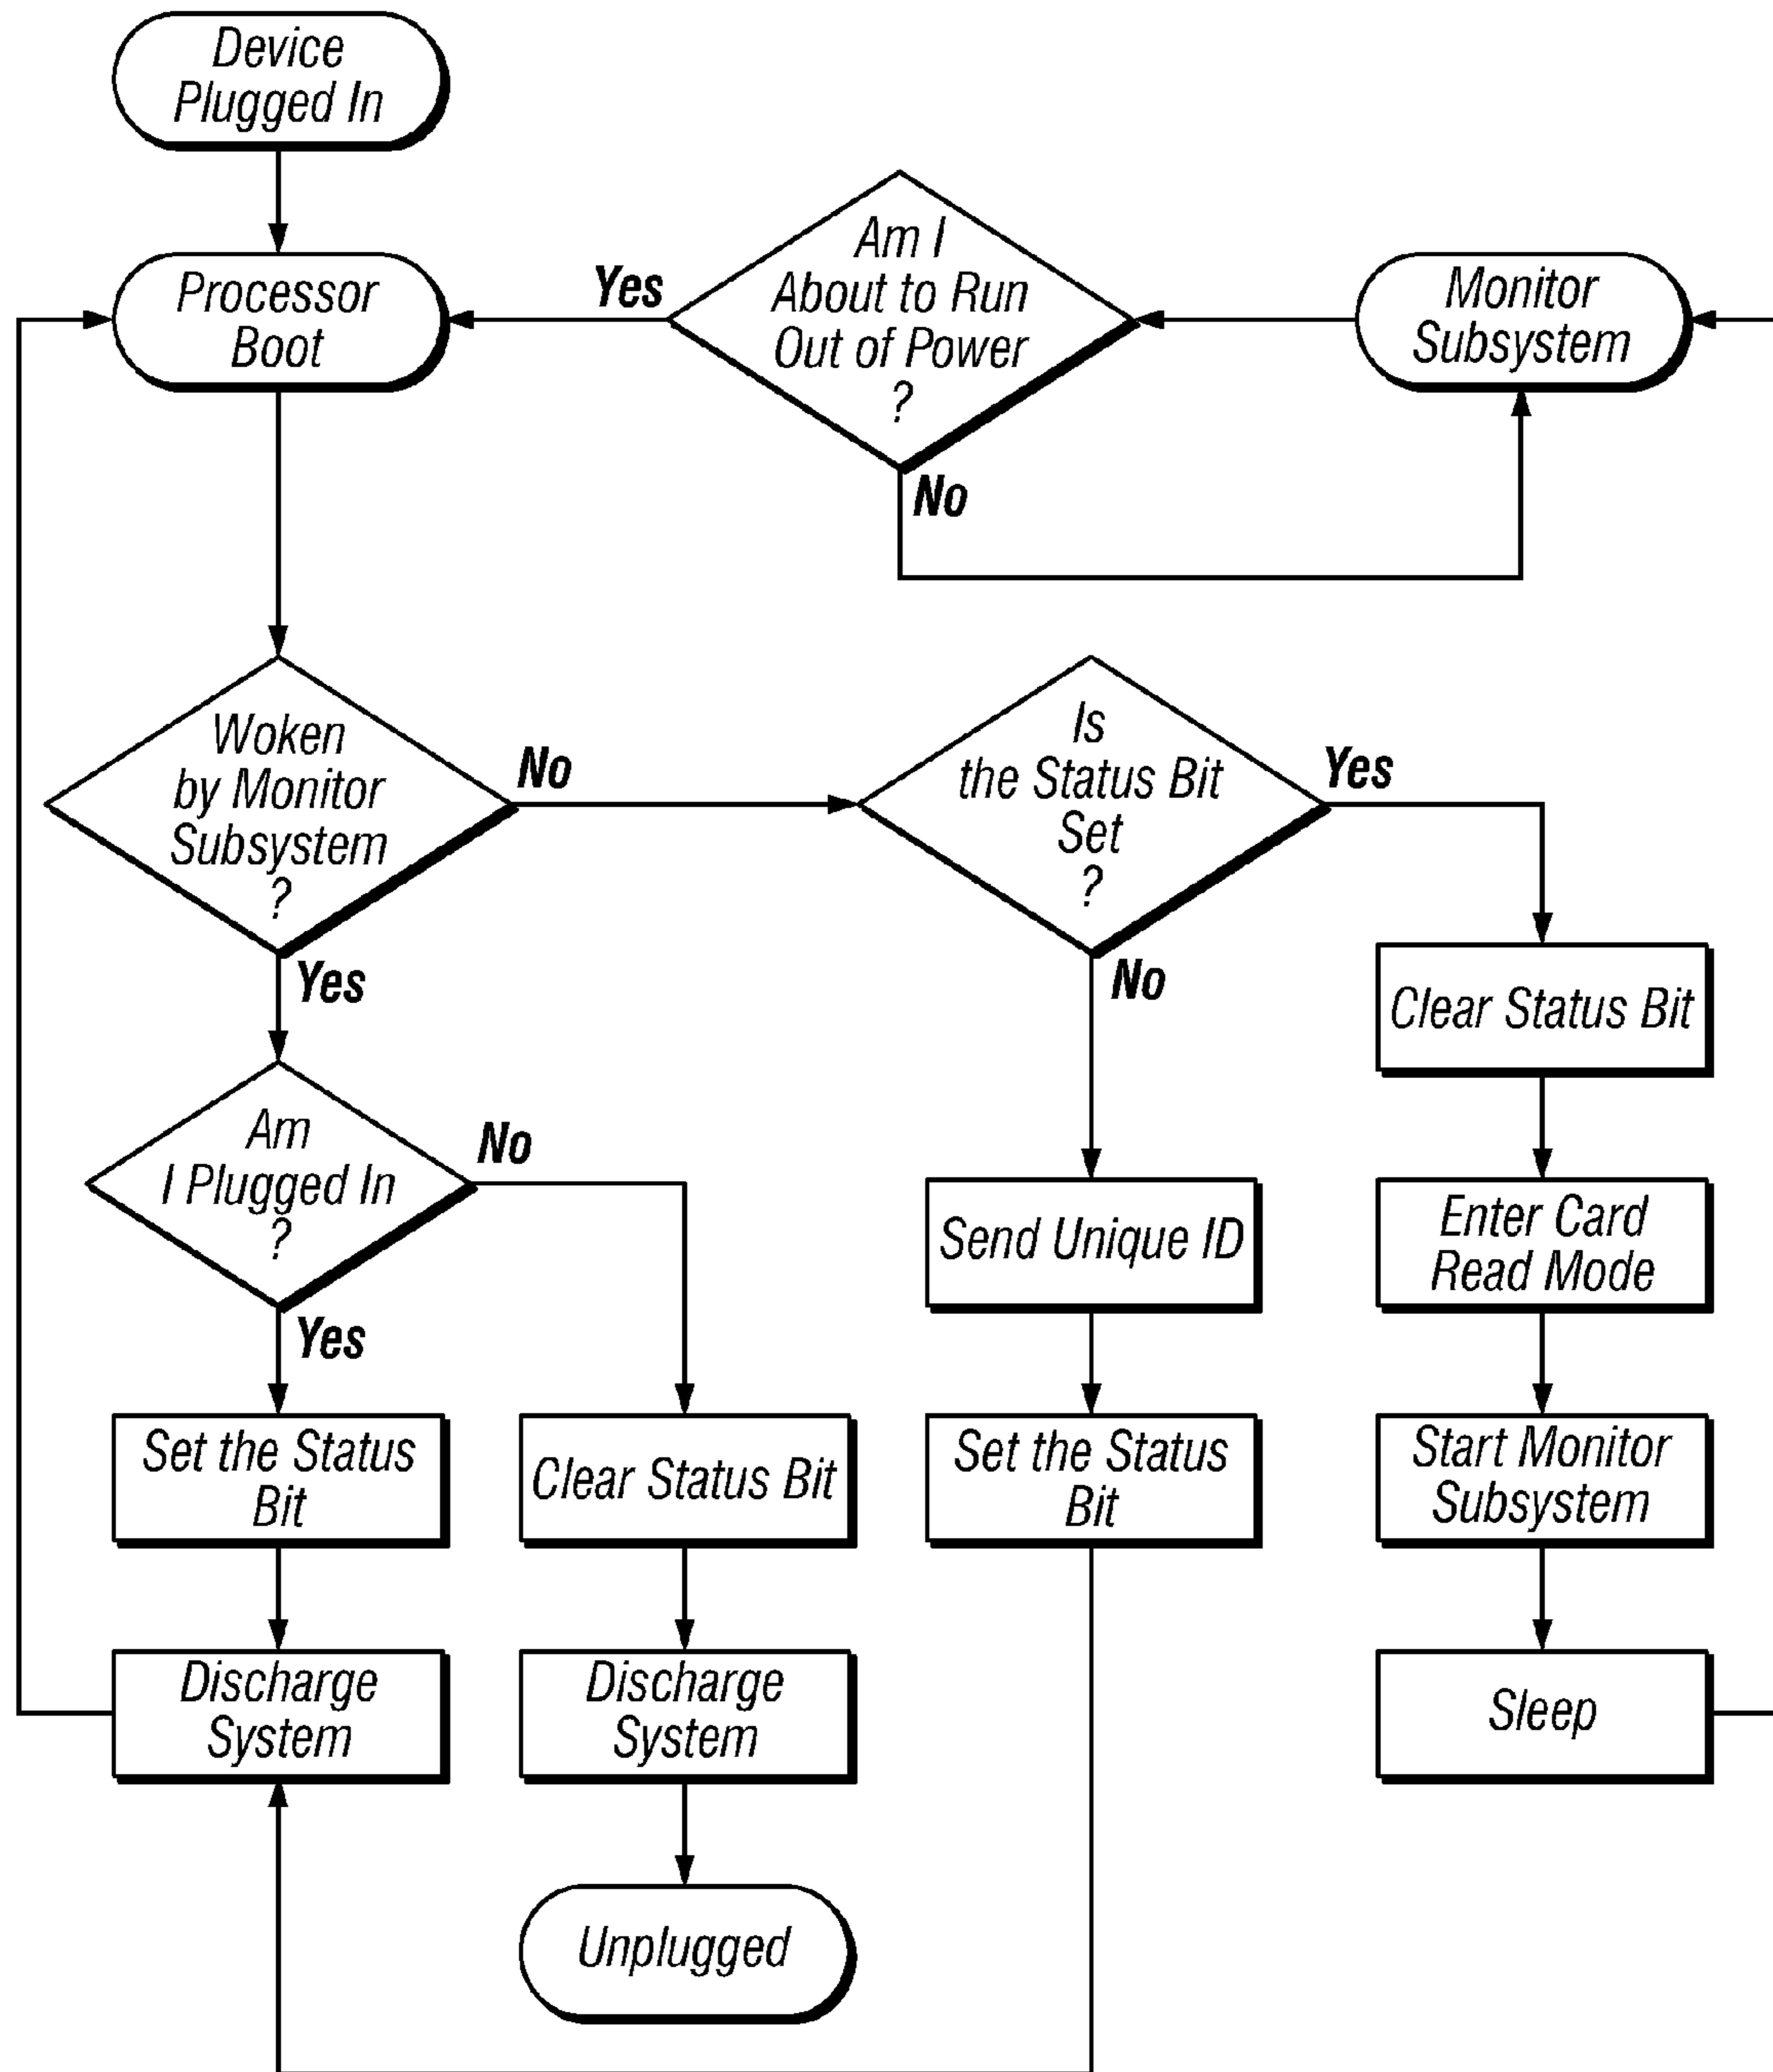 Device
Plugged In
Am I
About to Run
Out of Power
?
Yes
No
Processor
Boot
Monitor
Subsystem
Woken
by Monitor
Subsystem
?
No
Yes
Is
the Status Bit
Set
?
Yes
No
Clear Status Bit
Am
I Plugged In
?
No
Yes
Send Unique ID
Enter Card
Read Mode
Set the Status
Bit
Clear Status Bit
Set the Status
Bit
Start Monitor
Subsystem
Discharge
System
Discharge
System
Sleep
Unplugged